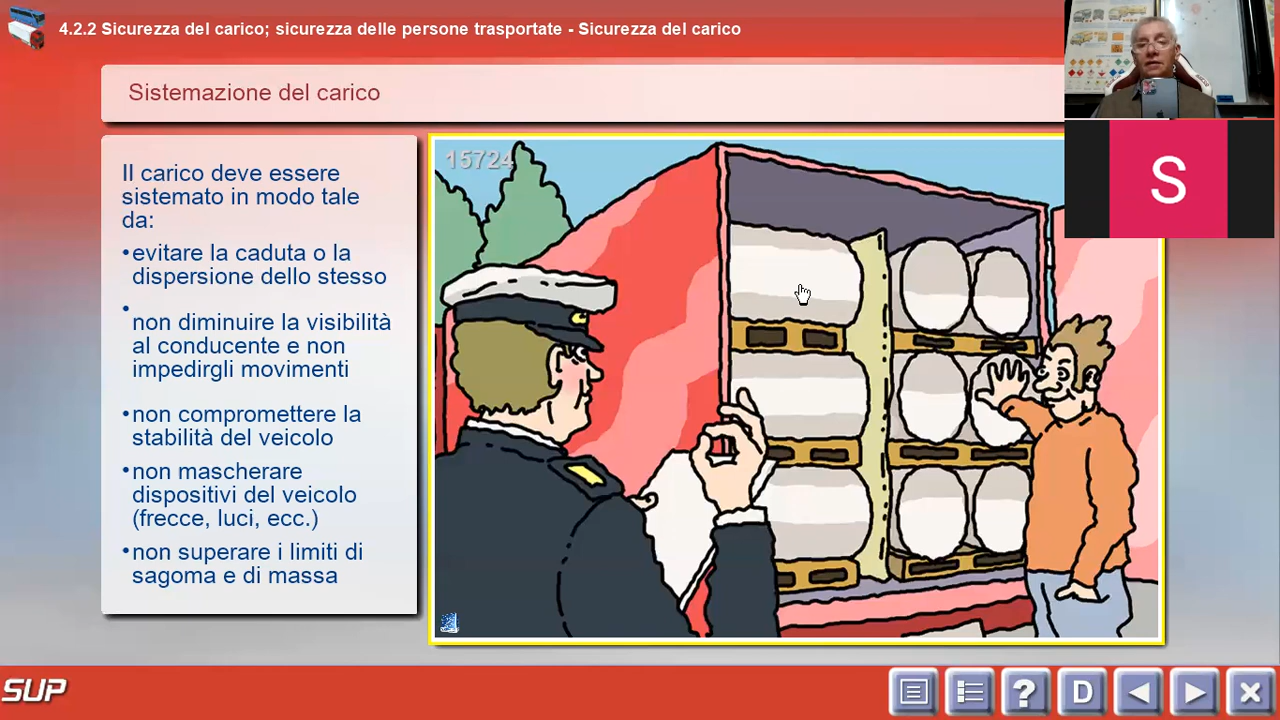 4.2.2 Sicurezza del carico; sicurezza delle persone trasportate - Sicurezza del carico
Sistemazione del carico
Il carico deve essere
sistemato in modo tale
da:
•evitare la caduta o la
dispersione dello stesso
•
non diminuire la visibilità
al conducente e non
impedirgli movimenti
•non compromettere la
stabilità del veicolo
•non mascherare
dispositivi del veicolo
(frecce, luci, ecc.)
•non superare i limiti di
sagoma e di massa
15724
S
SUP
?
D